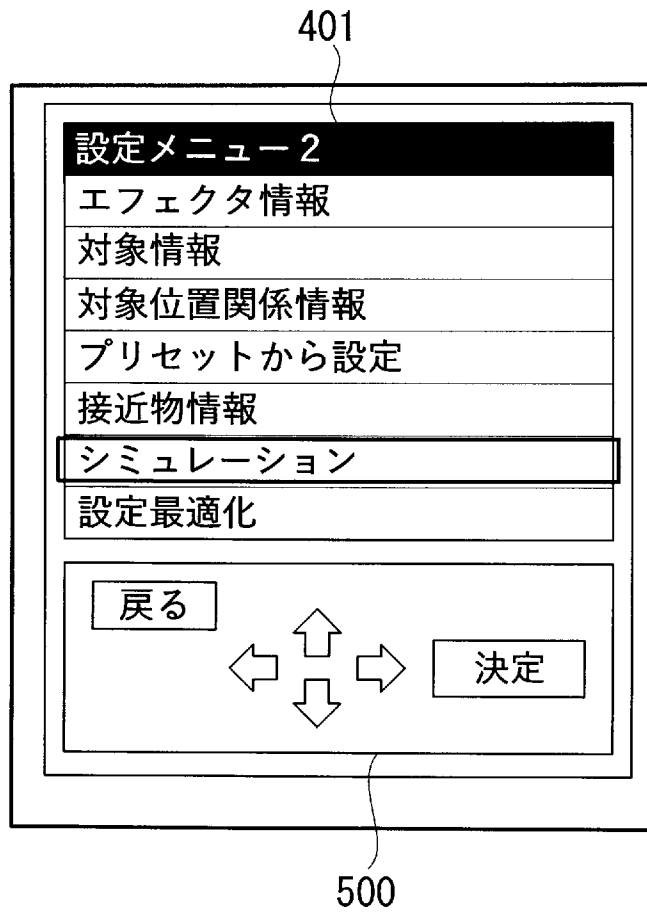 401
設定メニュー2
エフェクタ情報
対象情報
対象位置関係情報
プリセットから設定
接近物情報
シミュレーション
設定最適化
戻る
決定
500